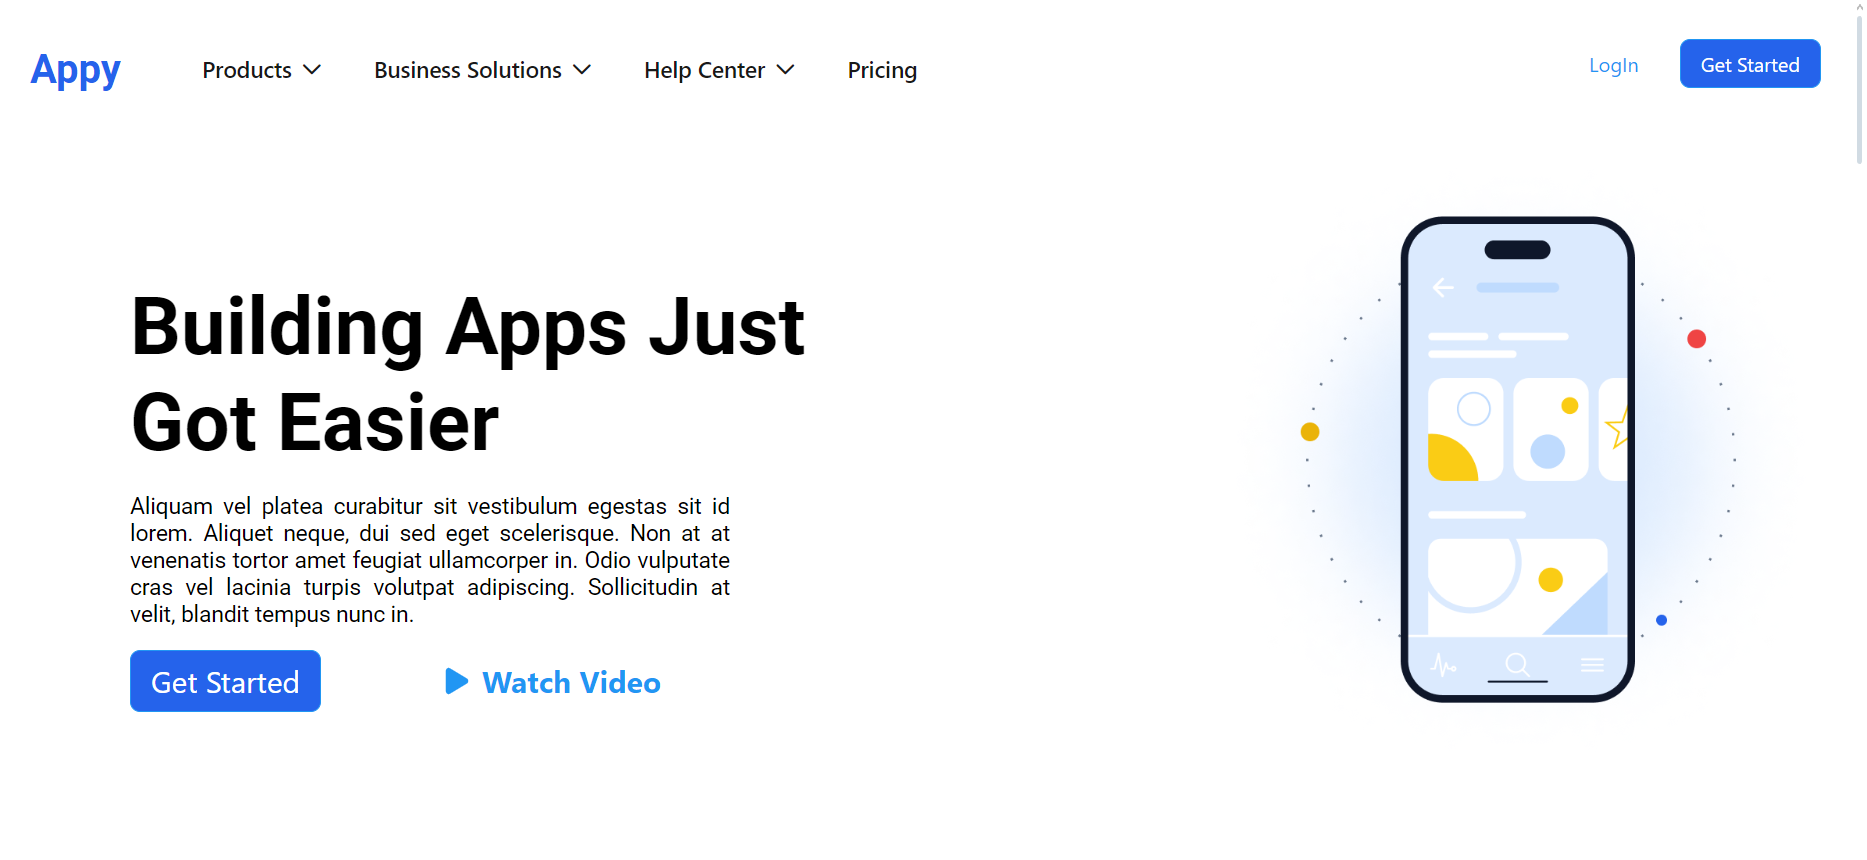 Appy
Products
Business Solutions
Help Center
Pricing
LogIn
Get Started
Building Apps Just
Got Easier
Aliquam vel platea curabitur sit vestibulum egestas sit id
lorem. Aliquet neque, dui sed eget scelerisque. Non at at
venenatis tortor amet feugiat ullamcorper in. Odio vulputate
cras vel lacinia turpis volutpat adipiscing. Sollicitudin at
velit, blandit tempus nunc in.
Get Started
Watch Video